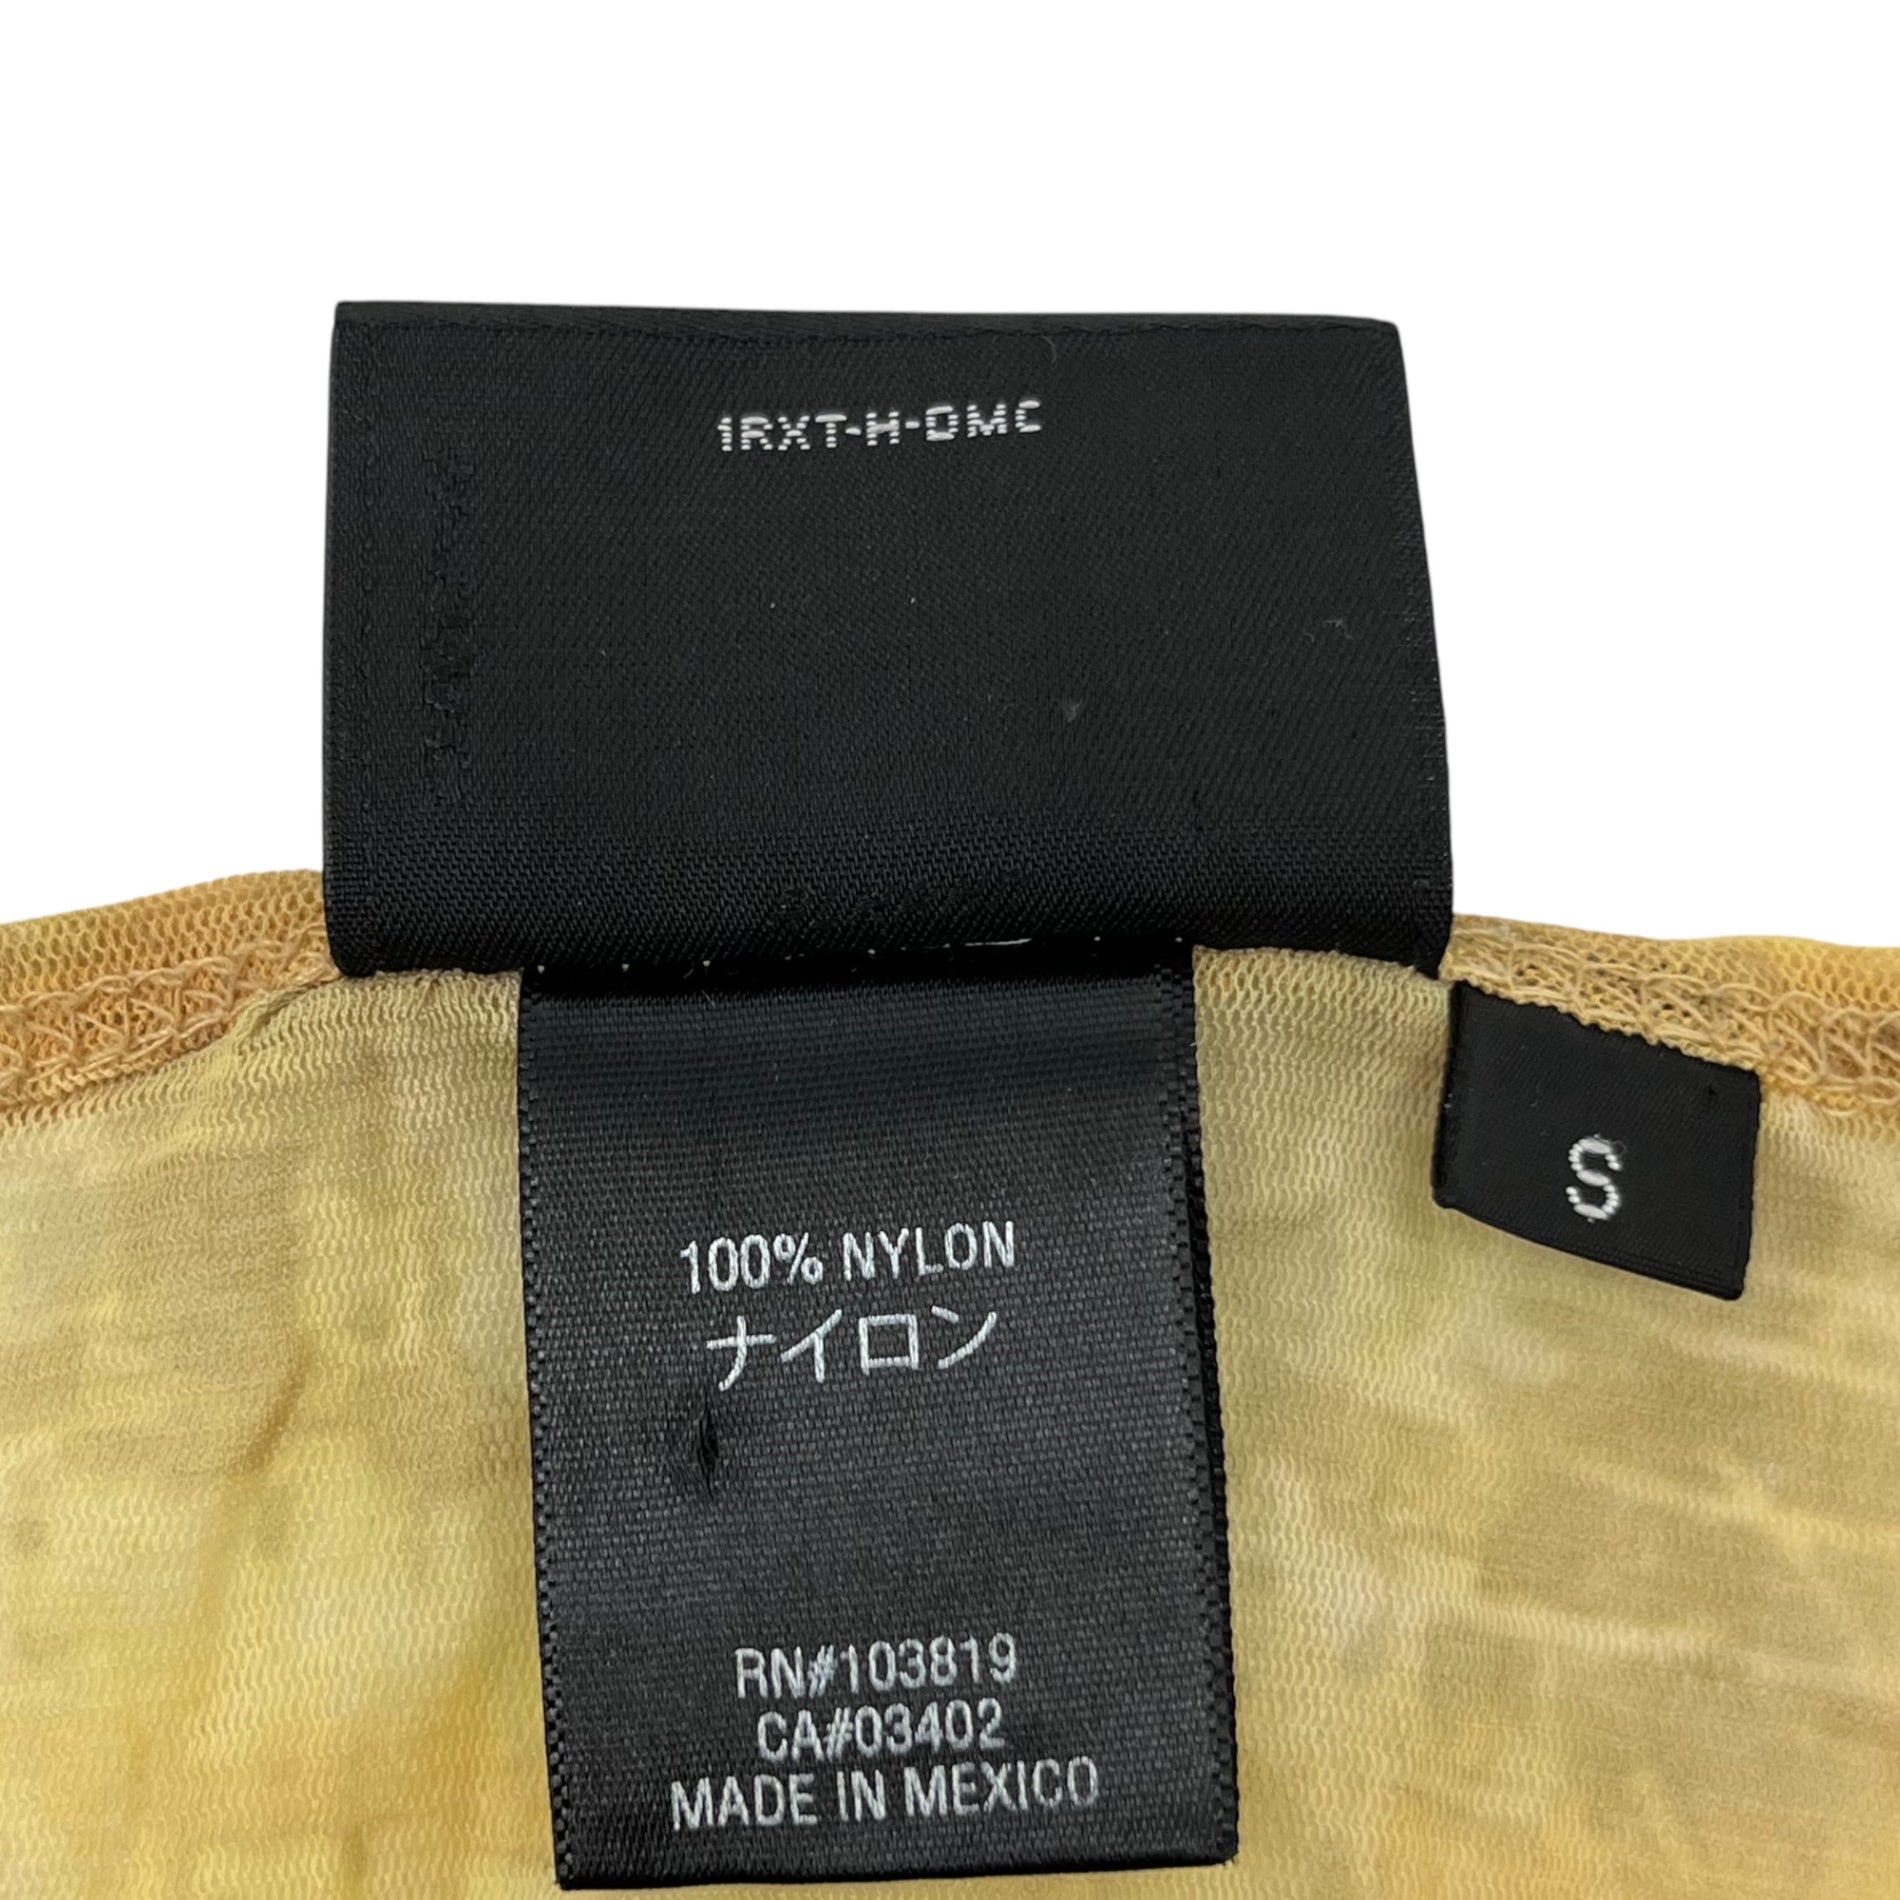 1RXT-H-DMC
S
100% NYLON
ナイロン
RN#103819
CA#03402
MADE IN MEXICO